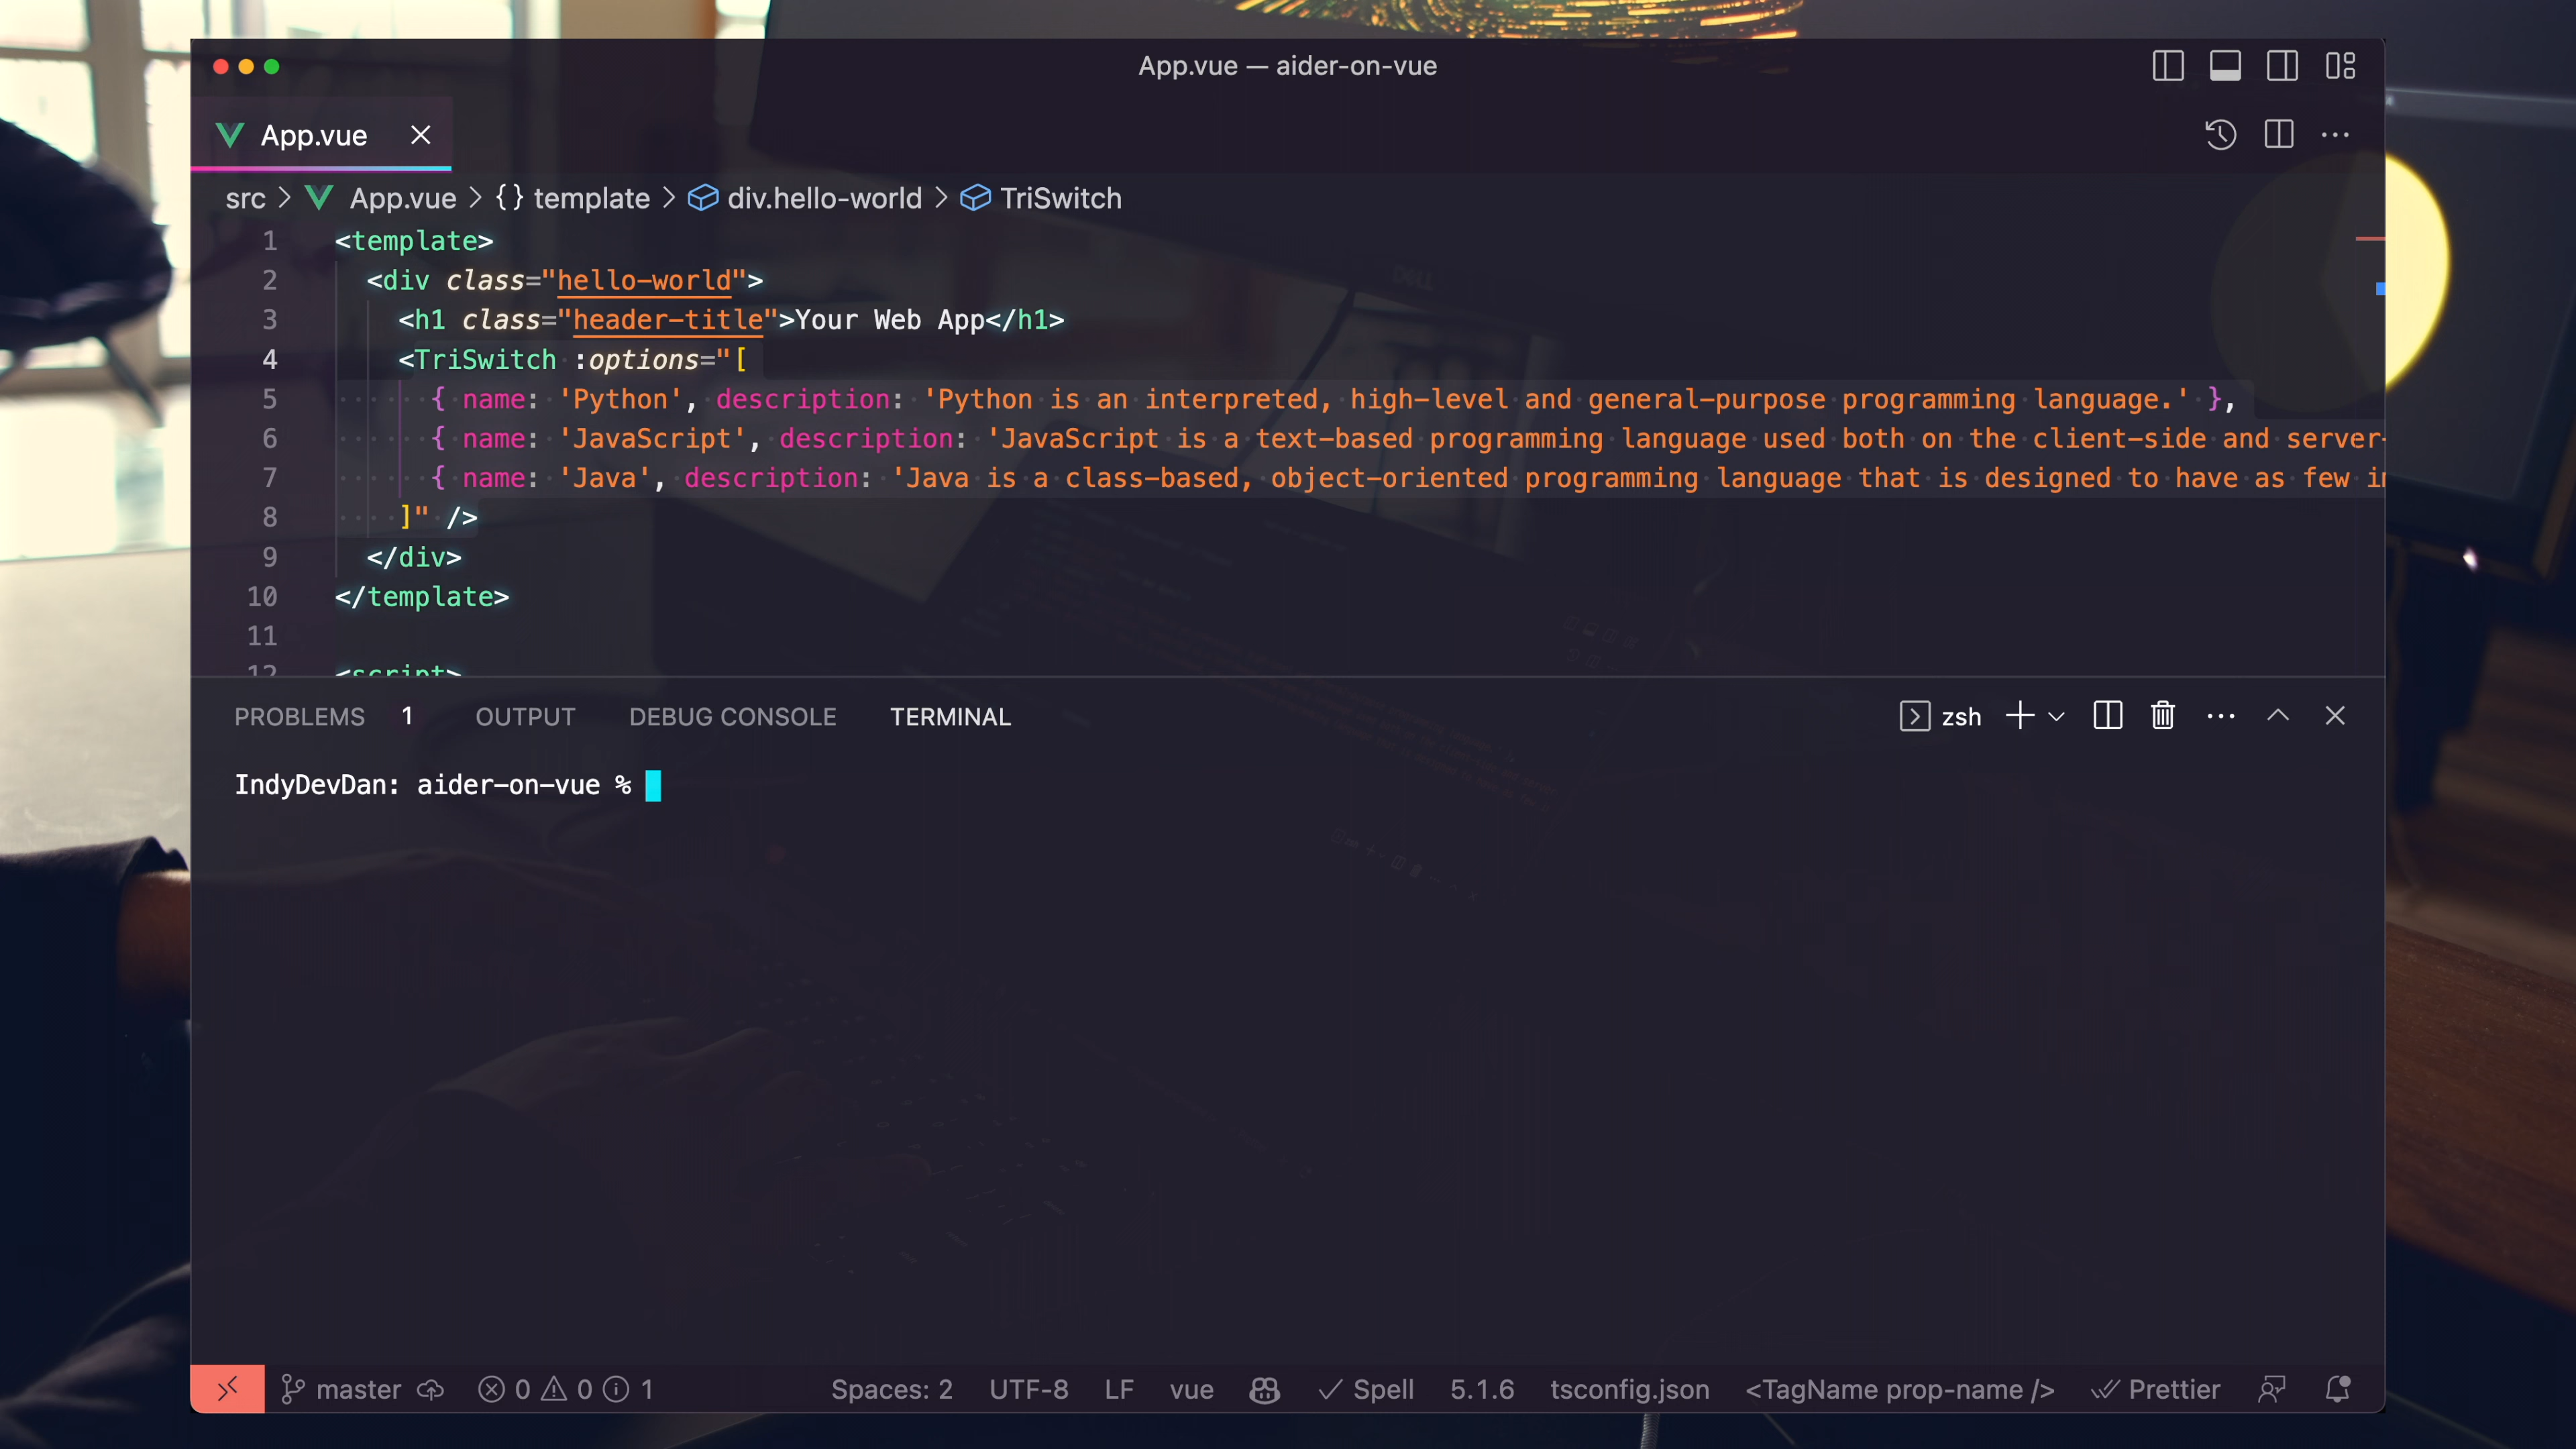 App.vue — aider-on-vue
App.vue
src > App.vue > {} template > div.hello-world > TriSwitch
1 <template>
2 <div class="hello-world">
3 <h1 class="header-title">Your Web App</h1>
4 <TriSwitch :options="[
5 { name: 'Python', description: 'Python is an interpreted, high-level and general-purpose programming language.' },
6 { name: 'JavaScript', description: 'JavaScript is a text-based programming language used both on the client-side and server-
7 { name: 'Java', description: 'Java is a class-based, object-oriented programming language that is designed to have as few
8 ]" />
9 </div>
10 </template>
11
12 <script>
PROBLEMS 1 OUTPUT DEBUG CONSOLE TERMINAL zsh
IndyDevDan: aider-on-vue %
master 0 0 1 Spaces: 2 UTF-8 LF vue Spell 5.1.6 tsconfig.json <TagName prop-name /> Prettier